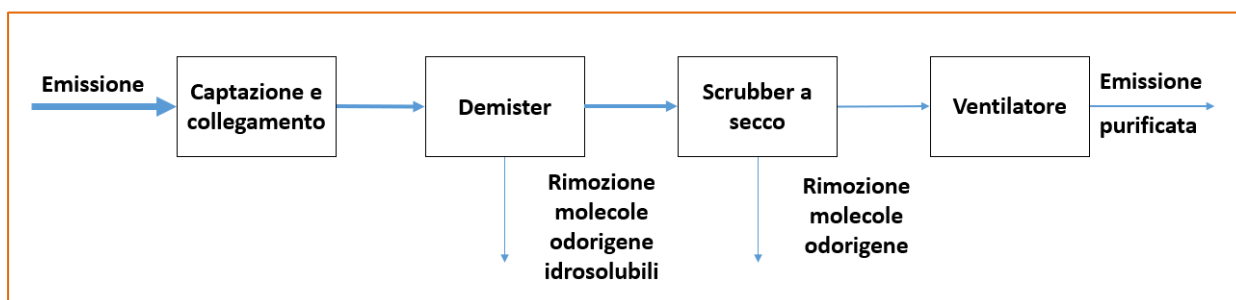 Emissione
Captazione e
collegamento
Demister
Scrubber a
secco
Ventilatore
Emissione
purificata
Rimozione
molecole
odorigene
idrosolubili
Rimozione
molecole
odorigene